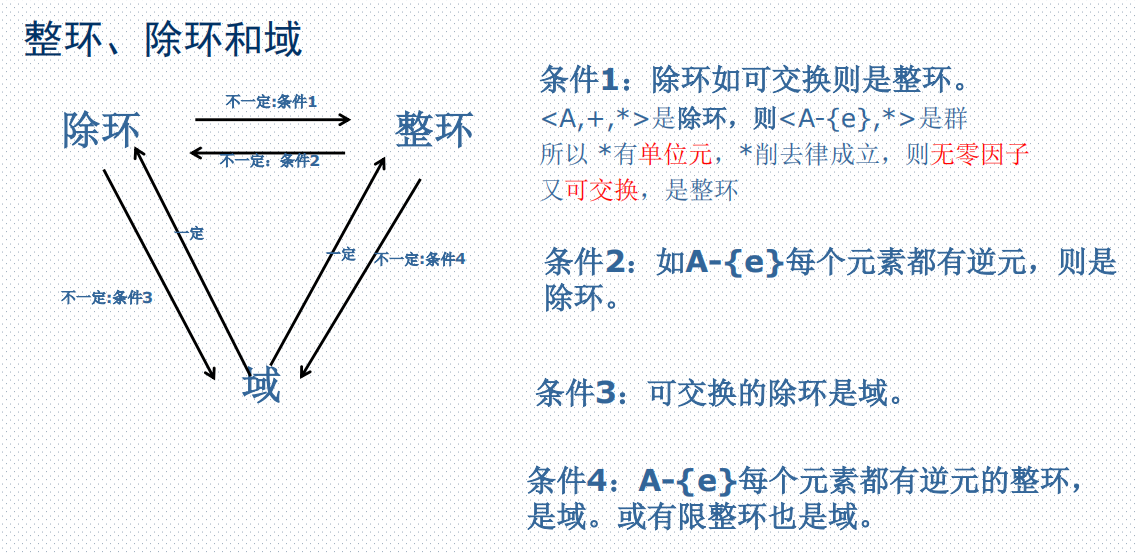 整环、除环和域
除环
不一定:条件1
整环
不一定：条件2
一定
一定
不一定:条件4
不一定:条件3
域
条件1：除环如可交换则是整环。
<A,+,*>是除环，则<A-{e},*>是群
所以 *有单位元，*削去律成立，则无零因子
又可交换，是整环
条件2：如A-{e}每个元素都有逆元，则是
除环。
条件3：可交换的除环是域。
条件4：A-{e}每个元素都有逆元的整环，
是域。或有限整环也是域。